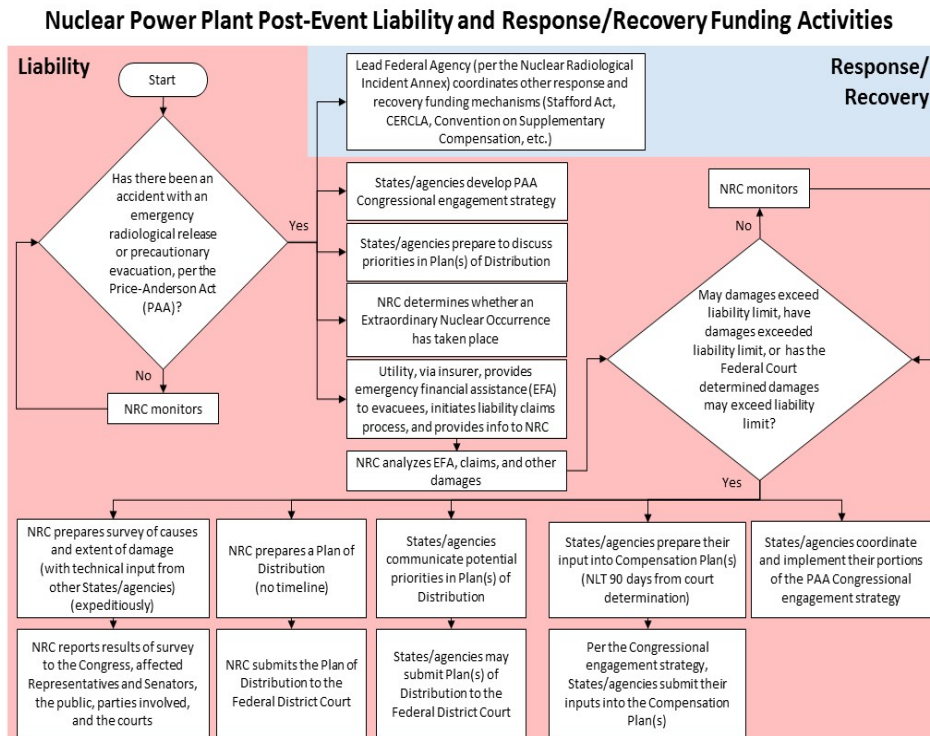 Nuclear Power Plant Post-Event Liability and Response/Recovery Funding Activities
Liability
Start
Has there been an
accident with an
emergency
radiological release
or precautionary
evacuation, per the
Price-Anderson Act
(PAA)?
Yes
No
NRC monitors
Lead Federal Agency (per the Nuclear Radiological
Incident Annex) coordinates other response and
recovery funding mechanisms (Stafford Act,
CERCLA, Convention on Supplementary
Compensation, etc.)
Response/
Recovery
States/agencies develop PAA
Congressional engagement
strategy
States/agencies prepare to discuss
priorities in Plan(s) of Distribution
NRC determines whether an
Extraordinary Nuclear Occurrence
has taken place
Utility, via insurer, provides
emergency financial assistance (EFA)
to evacuees, initiates liability claims
process, and provides info to NRC
NRC analyzes EFA, claims, and other
damages
NRC monitors
No
May damages exceed
liability limit, have
damages exceeded
liability limit, or has the
Federal Court
determined damages
may exceed liability
limit?
Yes
NRC prepares survey of causes
and extent of damage
(with technical input from
other States/agencies)
(expeditiously)
NRC prepares a Plan of
Distribution
(no timeline)
States/agencies
communicate potential
priorities in Plan(s) of
Distribution
States/agencies prepare their
input into Compensation Plan(s)
(NLT 90 days from court
determination)
States/agencies coordinate
and implement their portions
of the PAA Congressional
engagement strategy
NRC reports results of survey
to the Congress, affected
Representatives and Senators,
the public, parties involved,
and the courts
NRC submits the Plan of
Distribution to the
Federal District Court
States/agencies may
submit Plan(s) of
Distribution to the
Federal District Court
Per the Congressional
engagement strategy,
States/agencies submit their
inputs into the Compensation
Plan(s)